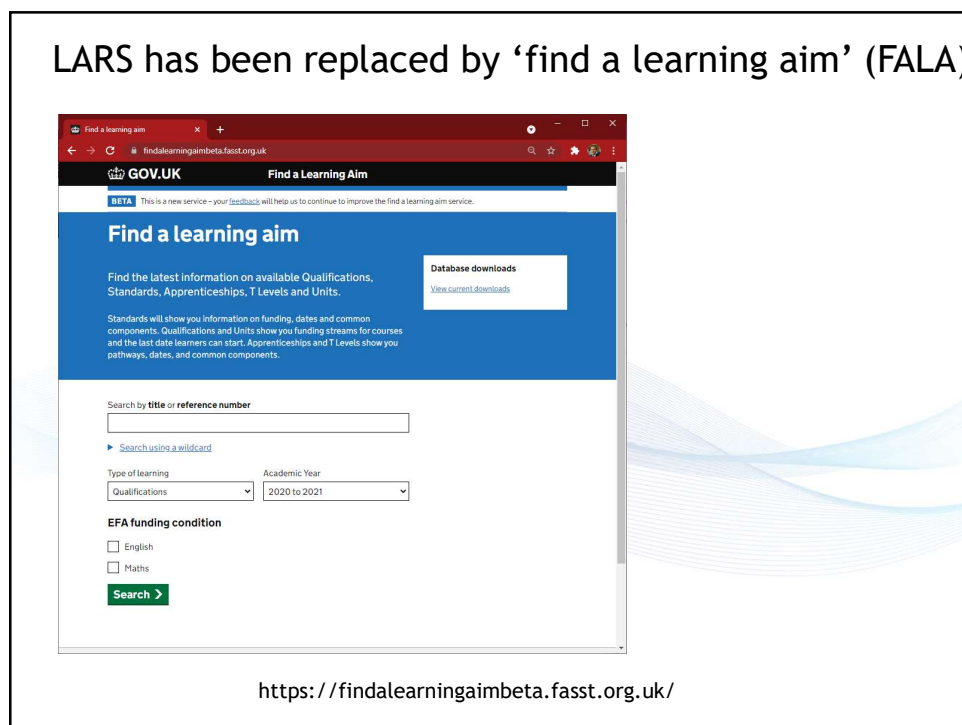 LARS has been replaced by ‘find a learning aim’ (FALA)
Find a learning aim
findalearningaimbeta.fasst.org.uk
GOV.UK Find a Learning Aim
BETA This is a new service – your feedback will help us to continue to improve the find a learning aim service.
Find a learning aim
Find the latest information on available Qualifications,
Standards, Apprenticeships, T Levels and Units.
Standards will show you information on funding, dates and common
components. Qualifications and Units show you funding streams for courses
and the last date learners can start. Apprenticeships and T Levels show you
pathways, dates, and common components.
Database downloads
View current downloads
Search by title or reference number
Search using a wildcard
Type of learning Academic Year
Qualifications 2020 to 2021
EFA funding condition
English
Maths
Search
https://findalearningaimbeta.fasst.org.uk/